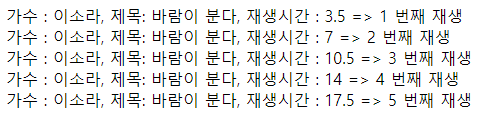 가수 : 이소라, 제목: 바람이 분다, 재생시간 : 3.5 => 1 번째 재생
가수 : 이소라, 제목: 바람이 분다, 재생시간 : 7 => 2 번째 재생
가수 : 이소라, 제목: 바람이 분다, 재생시간 : 10.5 => 3 번째 재생
가수 : 이소라, 제목: 바람이 분다, 재생시간 : 14 => 4 번째 재생
가수 : 이소라, 제목: 바람이 분다, 재생시간 : 17.5 => 5 번째 재생